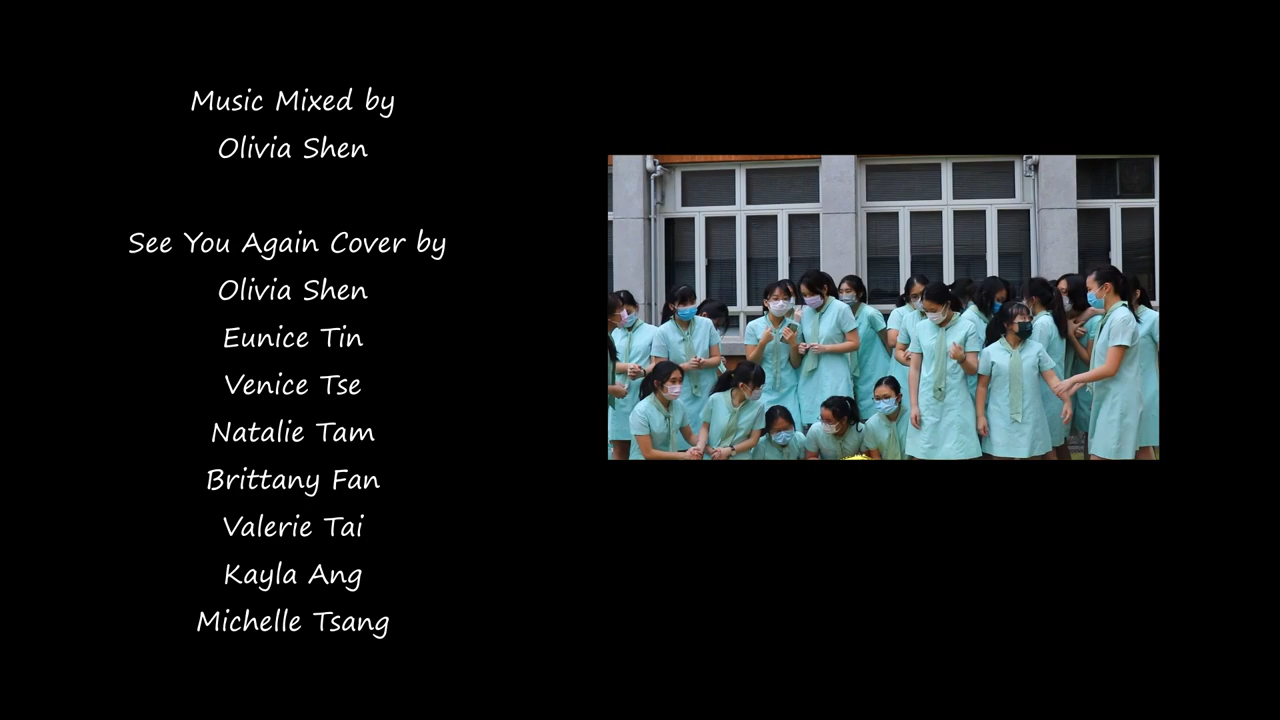 Music Mixed by
Olivia Shen
See You Again Cover by
Olivia Shen
Eunice Tin
Venice Tse
Natalie Tam
Brittany Fan
Valerie Tai
Kayla Ang
Michelle Tsang